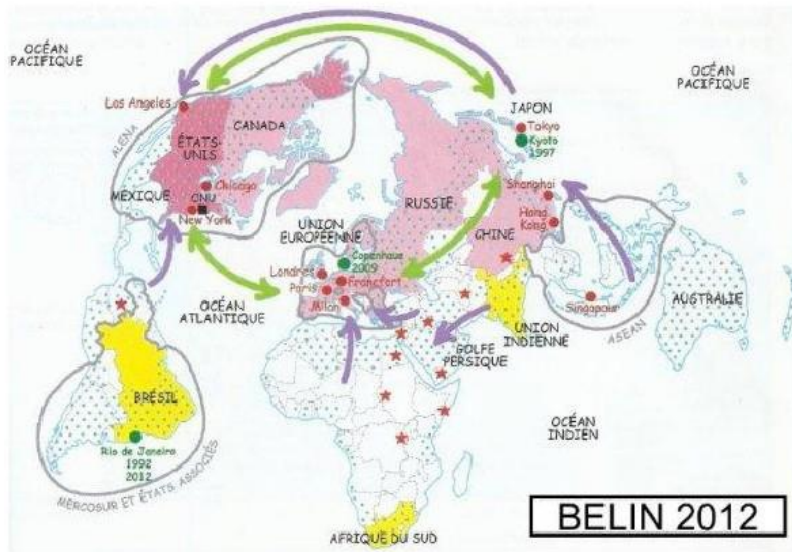 OCÉAN
PACIFIQUE
OCÉAN
PACIFIQUE
Los Angeles
CANADA
ÉTATS-
UNIS
ALENA
MEXIQUE
Chicago
ONU
New York
JAPON
Tokyo
Kyoto
1997
Shanghai
Hong
Kong
RUSSIE
CHINE
UNION
EUROPÉENNE
Copenhaue
2009
Londres
Francfort
Paris
Milan
OCÉAN
ATLANTIQUE
GOLFE
PERSIQUE
UNION
INDIENNE
Singapour
ASEAN
AUSTRALIE
BRÉSIL
Rio de Janeiro
1992
2012
MERCOSUR ET ÉTATS ASSOCIÉS
OCÉAN
INDIEN
AFRIQUE DU SUD
BELIN 2012